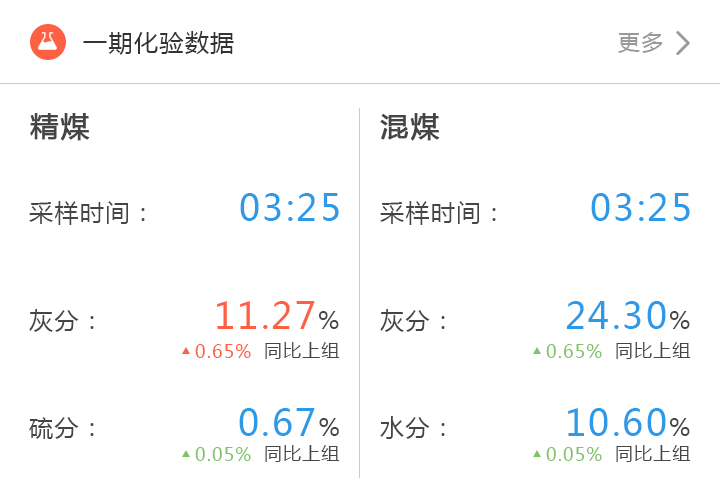 一期化验数据 更多
精煤
采样时间： 03:25
灰分： 11.27%
0.65% 同比上组
硫分： 0.67%
0.05% 同比上组
混煤
采样时间： 03:25
灰分： 24.30%
0.65% 同比上组
水分： 10.60%
0.05% 同比上组